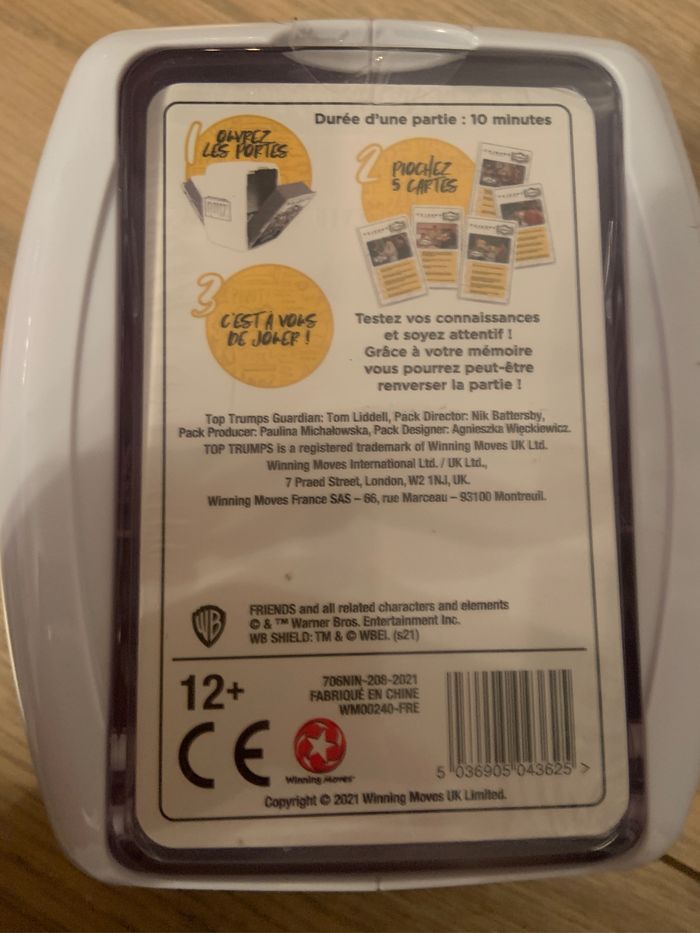 Durée d'une partie : 10 minutes
1
OUVREZ
LES PORTES
2
PIOCHEZ
5 CARTES
3
C'EST À VOUS
DE JOUER !
Testez vos connaissances
et soyez attentif !
Grâce à votre mémoire
vous pourrez peut-être
renverser la partie !
Top Trumps Guardian: Tom Liddell, Pack Director: Nik Battersby,
Pack Producer: Paulina Michałowska, Pack Designer: Agnieszka Więckiewicz.
TOP TRUMPS is a registered trademark of Winning Moves UK Ltd.
Winning Moves International Ltd. / UK Ltd.,
7 Praed Street, London, W2 1NJ, UK.
Winning Moves France SAS – 66, rue Marceau – 93100 Montreuil.
WB
FRIENDS and all related characters and elements
© & ™ Warner Bros. Entertainment Inc.
WB SHIELD: TM & © WBEI. (s21)
12+
706NIN-208-2021
FABRIQUÉ EN CHINE
WM00240-FRE
CE
Winning Moves
5 036905 043625 >
Copyright © 2021 Winning Moves UK Limited.